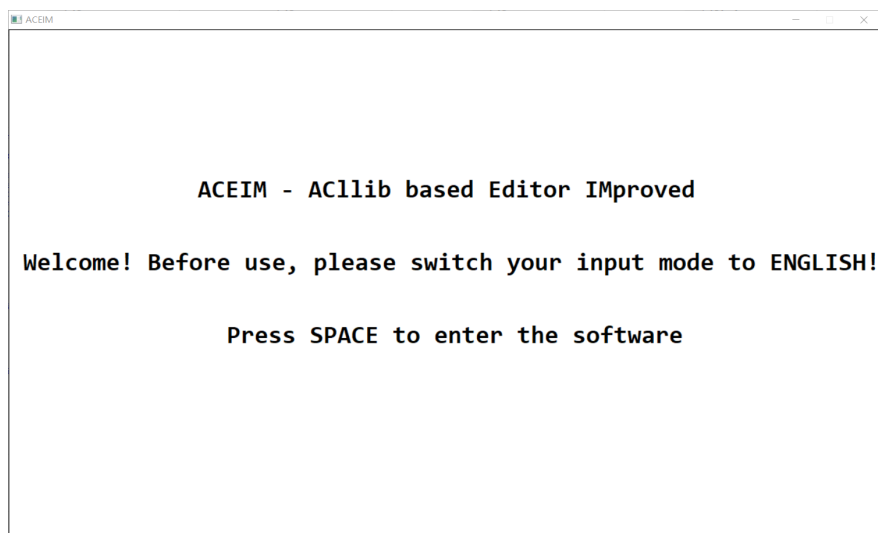 ACEIM
ACEIM - ACllib based Editor IMproved
Welcome! Before use, please switch your input mode to ENGLISH!
Press SPACE to enter the software